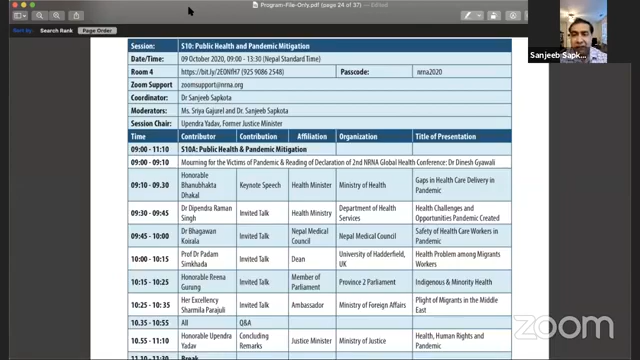 Program-File-Only.pdf (page 24 of 37) — Edited
Sort by: Search Rank Page Order
Sanjeeb Sapk...
Session: S10: Public Health and Pandemic Mitigation
Date/Time: 09 October 2020, 09:00 - 13:30 (Nepal Standard Time)
Room 4 https://bit.ly/2E0NfH7 (925 9086 2548) Passcode: nrna2020
Zoom Support zoomsupport@nrna.org
Coordinator: Dr Sanjeeb Sapkota
Moderators: Ms. Sriya Gajurel and Dr. Sanjeeb Sapkota
Session Chair: Upendra Yadav, Former Justice Minister
Time Contributor Contribution Affiliation Organization Title of Presentation
09:00 - 11:10 S10A: Public Health & Pandemic Mitigation
09:00 - 09:10 Mourning for the Victims of Pandemic & Reading of Declaration of 2nd NRNA Global Health Conference: Dr Dinesh Gyawali
09:10 - 09.30 Honorable Bhanubhakta Dhakal Keynote Speech Health Minister Ministry of Health Gaps in Health Care Delivery in Pandemic
09:30 - 09:45 Dr Dipendra Raman Singh Invited Talk Health Ministry Department of Health Services Health Challenges and Opportunities Pandemic Created
09:45 - 10:00 Dr Bhagawan Koirala Invited Talk Nepal Medical Council Nepal Medical Council Safety of Health Care Workers in Pandemic
10:00 - 10:15 Prof Dr Padam Simkhada Invited Talk Dean University of Hadderfield, UK Health Problem among Migrants Workers
10:15 - 10:25 Honorable Reena Gurung Invited Talk Member of Parliament Province 2 Parliament Indigenous & Minority Health
10:25 - 10: 35 Her Excellency Sharmila Parajuli Invited Talk Ambassador Ministry of Foreign Affairs Plight of Migrants in the Middle East
10.35 - 10:55 All Q&A
10.55 - 11:10 Honorable Upendra Yadav Concluding Remarks Justice Minister Ministry of Justice Health, Human Rights and Pandemic
11.10 - 11:30 Break
zoom